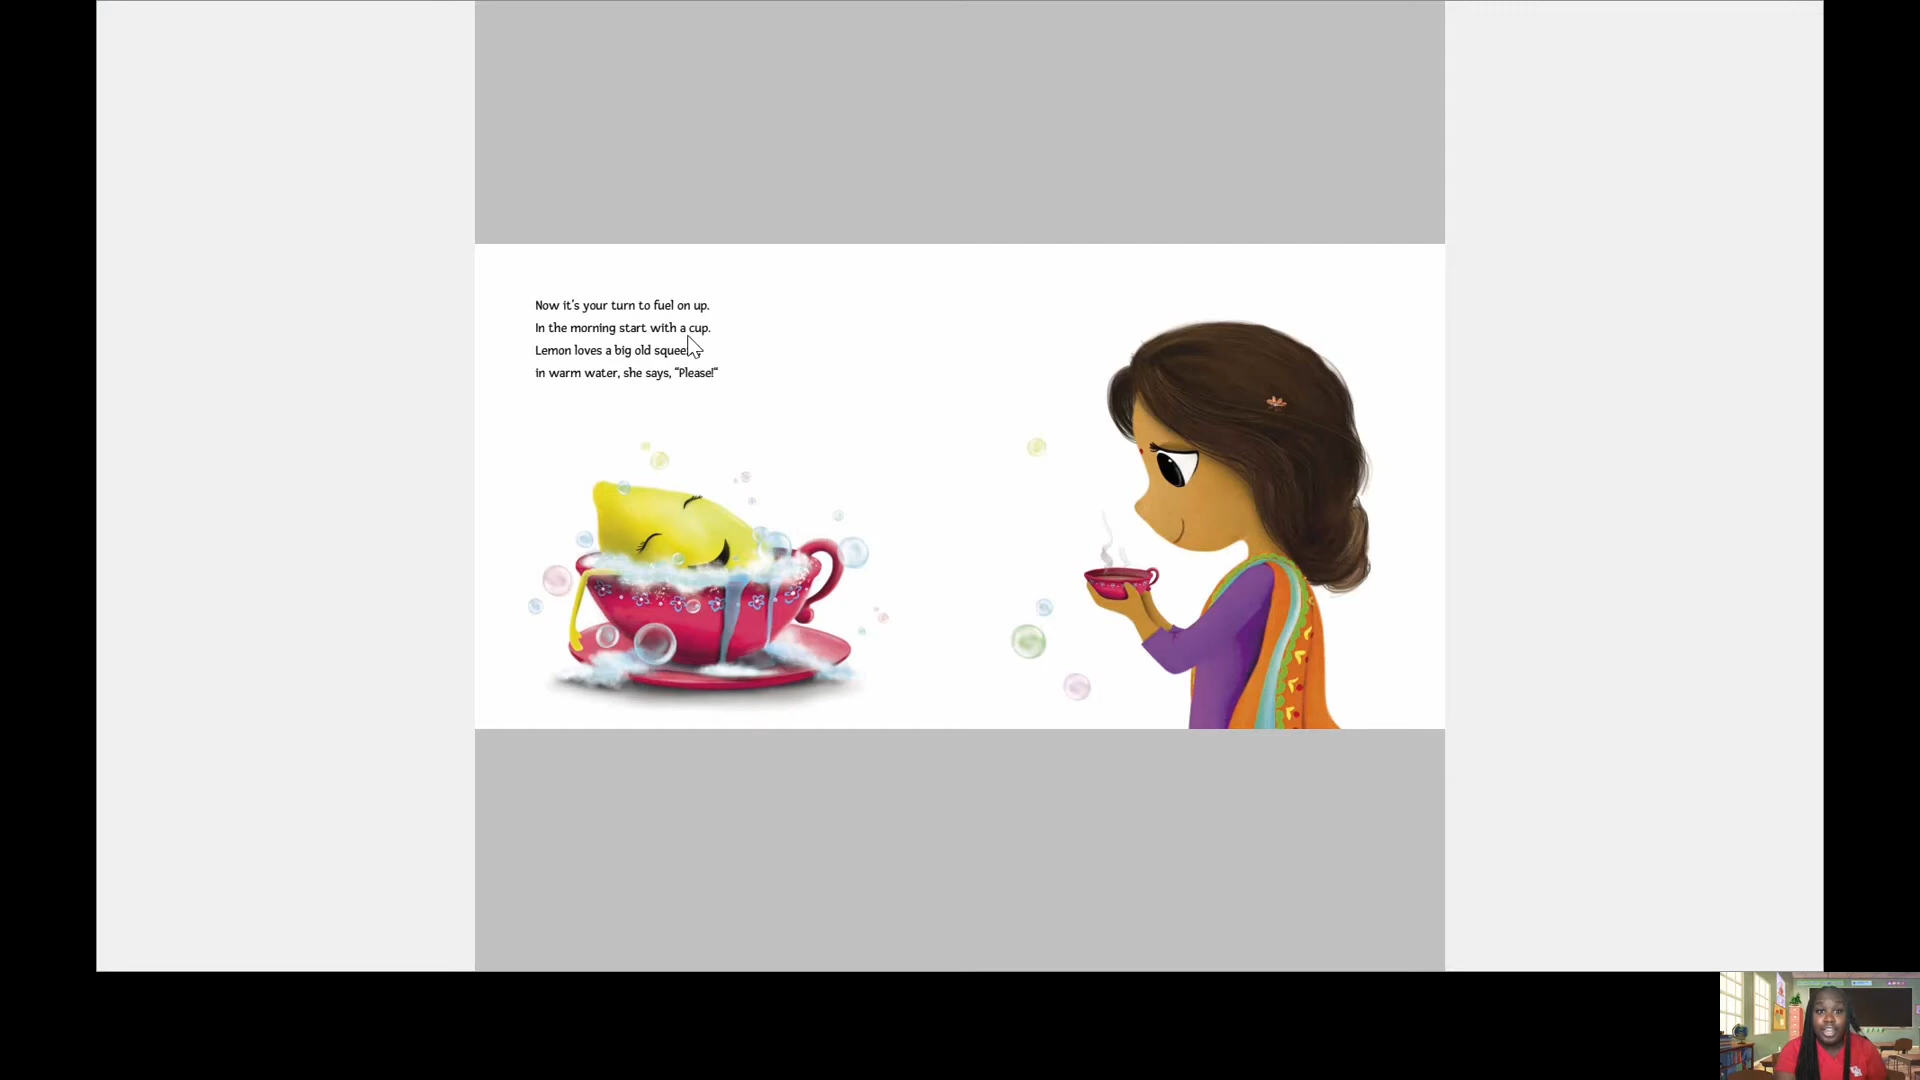 Now it's your turn to fuel on up.
In the morning start with a cup.
Lemon loves a big old
in warm water, she says, "Please!"